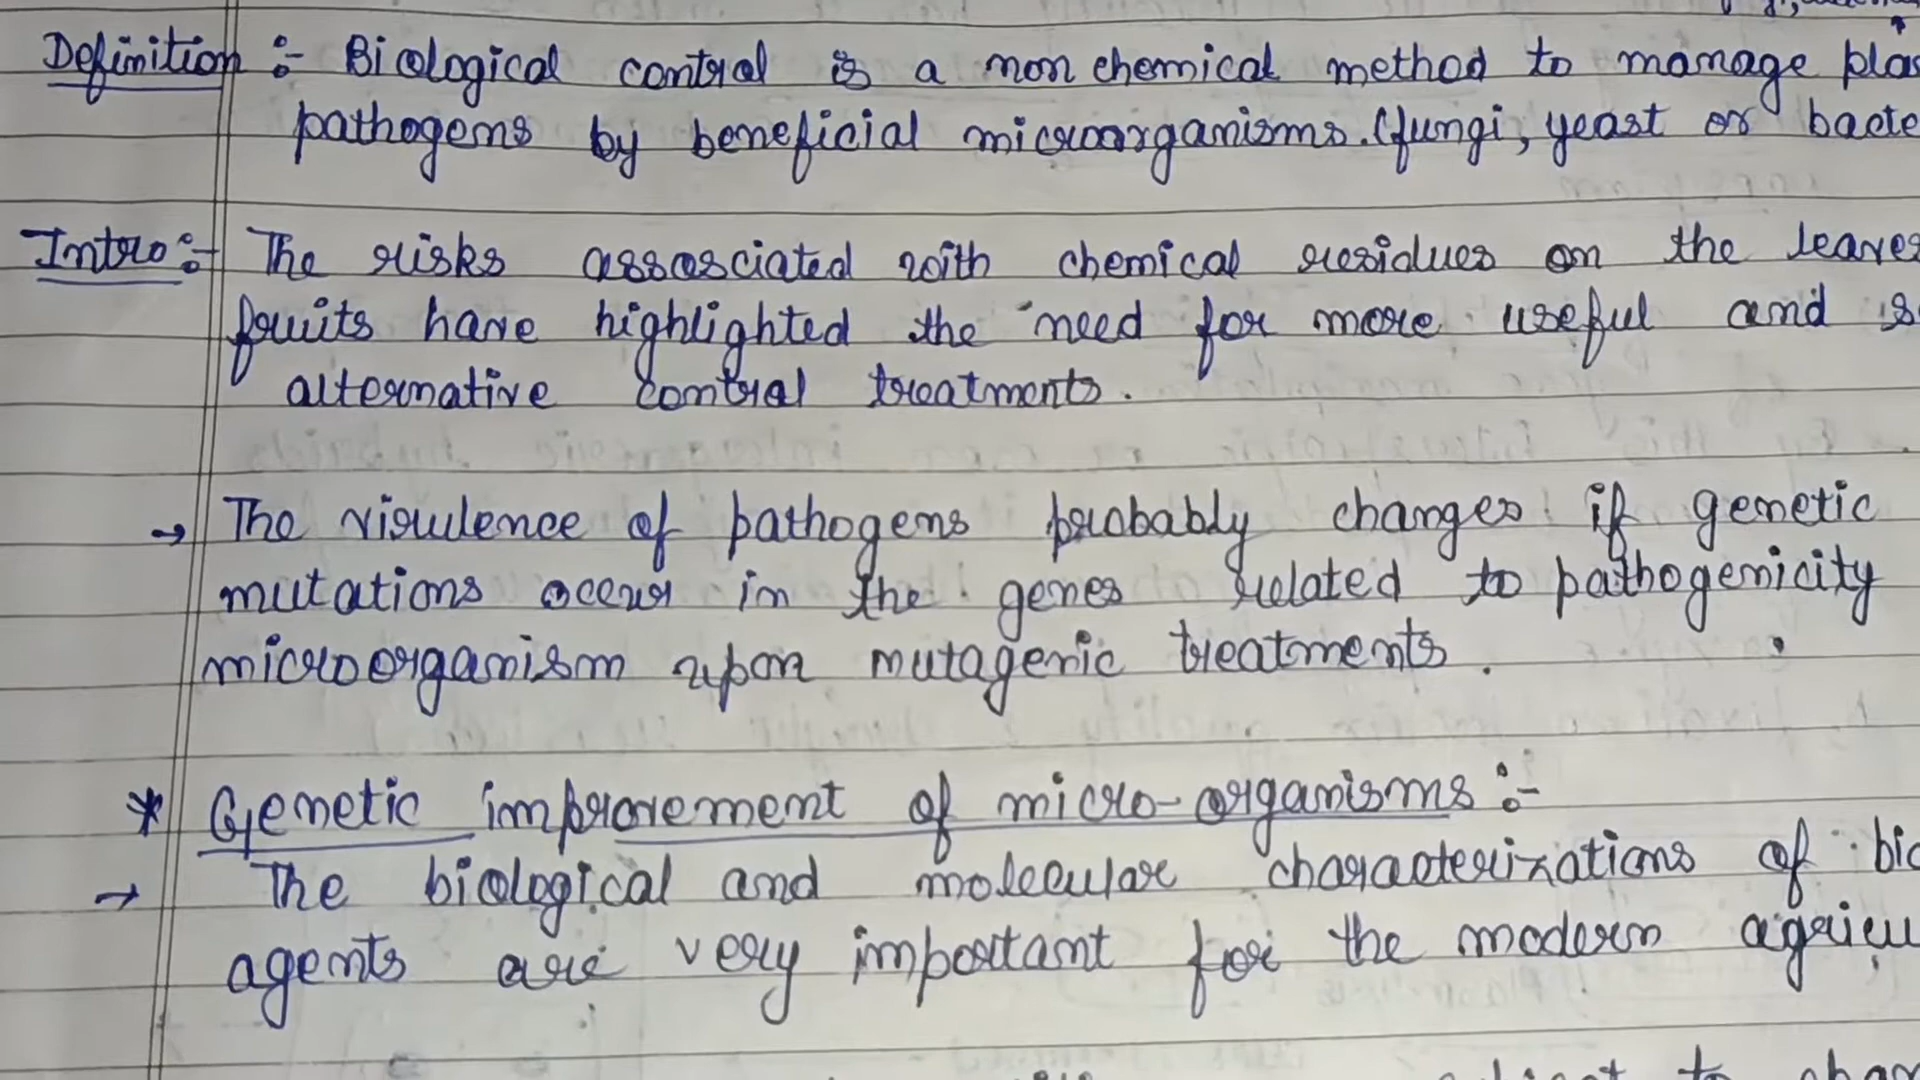 Definition :- Biological control is a non chemical method to manage pla
pathogens by beneficial microorganisms. (fungi, yeast or bacte
Intro :- The risks assosciated with chemical residues on the leaves
fruits have highlighted the need for more useful and s
alternative control treatments.
→ The virulence of pathogens probably changes if genetic
mutations occur in the genes related to pathogenicity
microorganism upon mutagenic treatments.
* Genetic improvement of micro-organisms :-
→ The biological and molecular characterizations of bio
agents are very important for the modern agricu
to